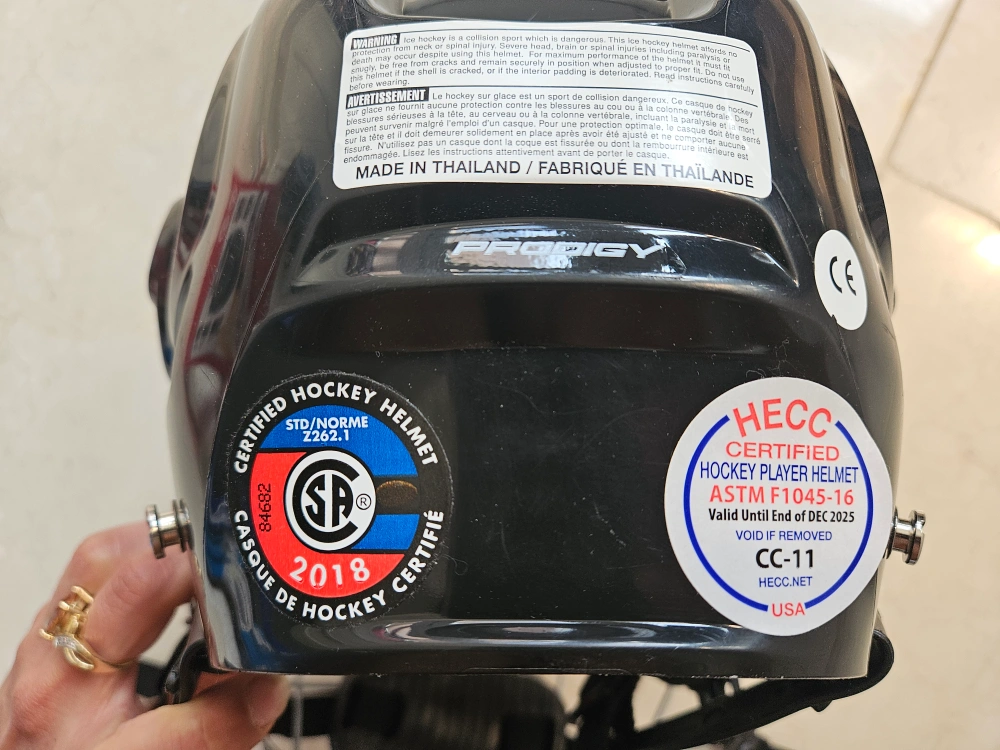 WARNING Ice hockey is a collision sport which is dangerous. This ice hockey helmet affords no
protection from neck or spinal injury. Severe head, brain or spinal injuries including paralysis or
death may occur despite using this helmet. For maximum performance of the helmet it must fit
snugly, be free from cracks and remain securely in position when adjusted to proper fit. Do not use
this helmet if the shell is cracked, or if the interior padding is deteriorated. Read instructions carefully
before wearing.
AVERTISSEMENT Le hockey sur glace est un sport de collision dangereux. Ce casque de hockey
sur glace ne fournit aucune protection contre les blessures au cou ou à la colonne vertébrale. Des
blessures sérieuses à la tête, au cerveau ou à la colonne vertébrale, incluant la paralysie et la mort
peuvent survenir malgré l'emploi d'un casque. Pour une protection optimale, le casque doit être serré
sur la tête et il doit demeurer solidement en place après avoir été ajusté et ne comporter aucune
fissure. N'utilisez pas un casque dont la coque est fissurée ou dont la rembourrure intérieure est
endommagée. Lisez les instructions attentivement avant de porter le casque.
MADE IN THAILAND / FABRIQUÉ EN THAÏLANDE
PRODIGY
CE
CERTIFIED HOCKEY HELMET
STD/NORME
Z262.1
84682
CSA ®
2018
CASQUE DE HOCKEY CERTIFIÉ
HECC
CERTIFIED
HOCKEY PLAYER HELMET
ASTM F1045-16
Valid Until End of DEC 2025
VOID IF REMOVED
CC-11
HECC.NET
USA